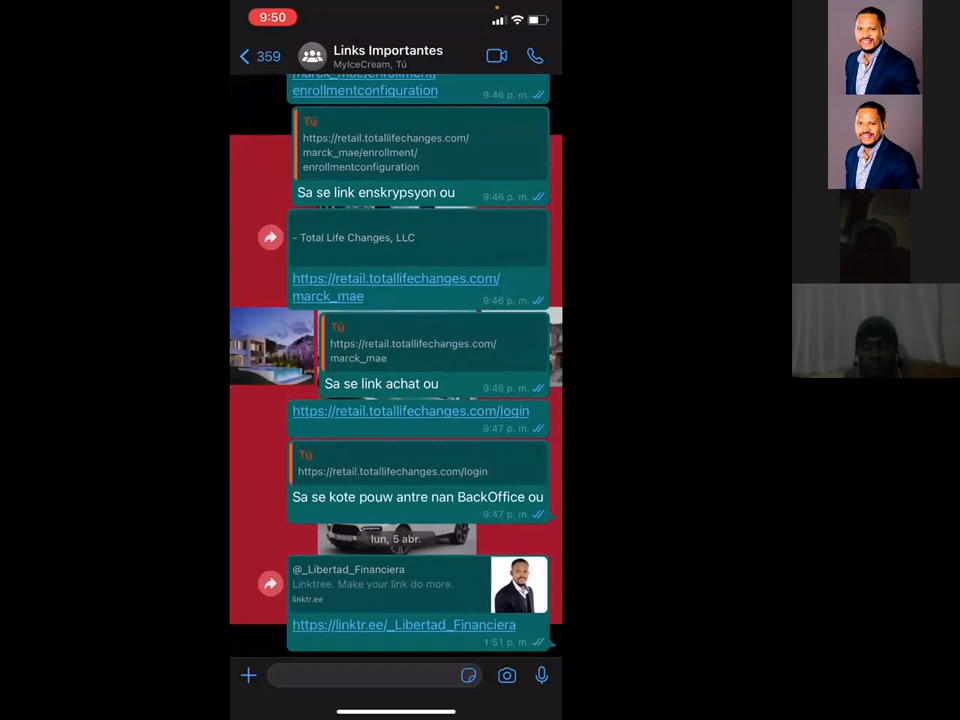 9:50
359
Links Importantes
MyIceCream, Tú
enrollmentconfiguration
9:46 p. m.
Tú
https://retail.totallifechanges.com/
marck_mae/enrollment/
enrollmentconfiguration
Sa se link enskrypsyon ou
9:46 p. m.
- Total Life Changes, LLC
https://retail.totallifechanges.com/
marck_mae
9:46 p. m.
Tú
https://retail.totallifechanges.com/
marck_mae
Sa se link achat ou
9:46 p. m.
https://retail.totallifechanges.com/login
9:47 p. m.
Tú
https://retail.totallifechanges.com/login
Sa se kote pouw antre nan BackOffice ou
9:47 p. m.
lun, 5 abr.
@_Libertad_Financiera
Linktree. Make your link do more.
linktr.ee
https://linktr.ee/_Libertad_Financiera
1:51 p. m.